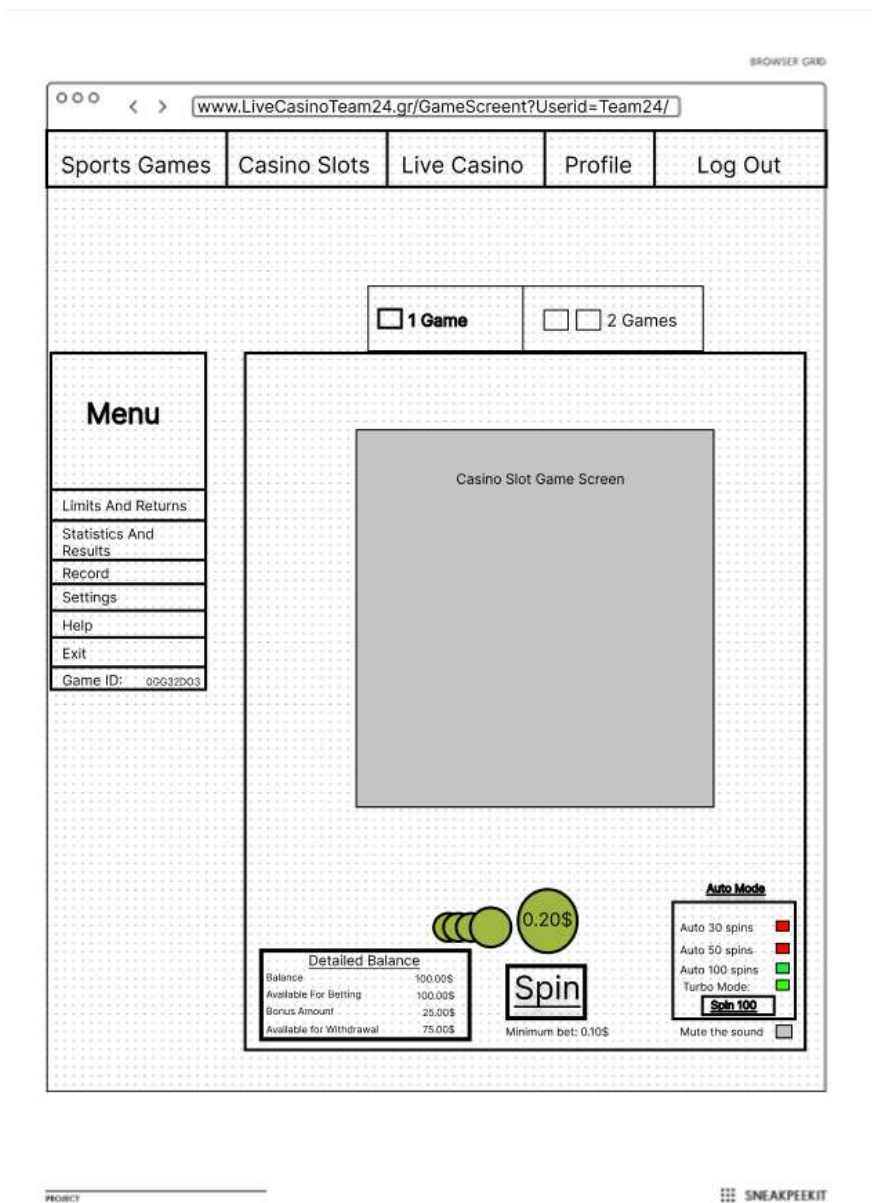 BROWSER GRID
www.LiveCasinoTeam24.gr/GameScreent?Userid=Team24/
Sports Games Casino Slots Live Casino Profile Log Out
1 Game 2 Games
Menu
Limits And Returns
Statistics And
Results
Record
Settings
Help
Exit
Game ID: 0GG32D03
Casino Slot Game Screen
0.20$
Detailed Balance
Balance 100.00$
Available For Betting 100.00$
Bonus Amount 25.00$
Available for Withdrawal 75.00$
Spin
Minimum bet: 0.10$
Auto Mode
Auto 30 spins
Auto 50 spins
Auto 100 spins
Turbo Mode:
Spin 100
Mute the sound
PROJECT
SNEAKPEEKIT